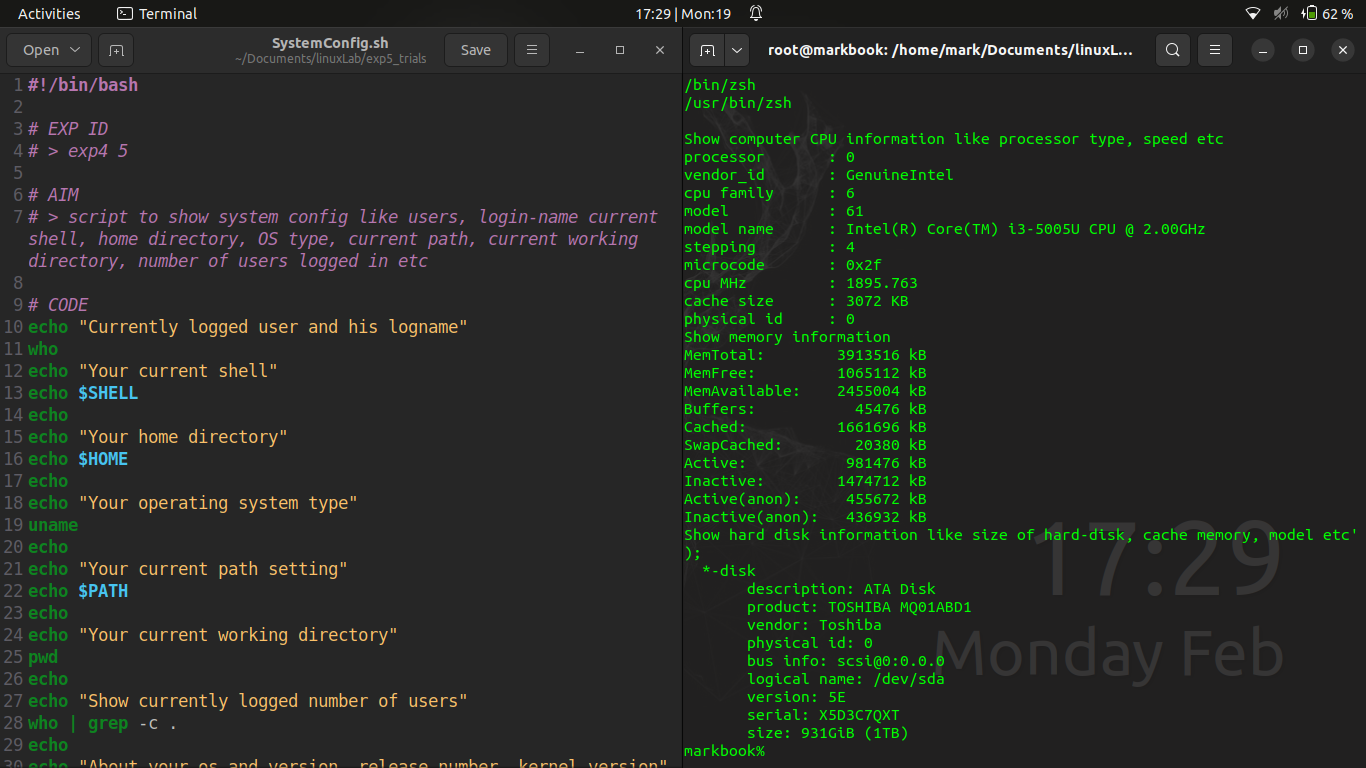 Activities Terminal 17:29 | Mon:19 62 %
Open SystemConfig.sh Save
~/Documents/linuxLab/exp5_trials
1 #!/bin/bash
2
3 # EXP ID
4 # > exp4 5
5
6 # AIM
7 # > script to show system config like users, login-name current
shell, home directory, OS type, current path, current working
directory, number of users logged in etc
8
9 # CODE
10 echo "Currently logged user and his logname"
11 who
12 echo "Your current shell"
13 echo $SHELL
14 echo
15 echo "Your home directory"
16 echo $HOME
17 echo
18 echo "Your operating system type"
19 uname
20 echo
21 echo "Your current path setting"
22 echo $PATH
23 echo
24 echo "Your current working directory"
25 pwd
26 echo
27 echo "Show currently logged number of users"
28 who | grep -c .
29 echo
30 echo "About your os and version, release number, kernel version"
root@markbook: /home/mark/Documents/linuxL...
/bin/zsh
/usr/bin/zsh
Show computer CPU information like processor type, speed etc
processor : 0
vendor_id : GenuineIntel
cpu family : 6
model : 61
model name : Intel(R) Core(TM) i3-5005U CPU @ 2.00GHz
stepping : 4
microcode : 0x2f
cpu MHz : 1895.763
cache size : 3072 KB
physical id : 0
Show memory information
MemTotal: 3913516 kB
MemFree: 1065112 kB
MemAvailable: 2455004 kB
Buffers: 45476 kB
Cached: 1661696 kB
SwapCached: 20380 kB
Active: 981476 kB
Inactive: 1474712 kB
Active(anon): 455672 kB
Inactive(anon): 436932 kB
Show hard disk information like size of hard-disk, cache memory, model etc'
);
*-disk
description: ATA Disk
product: TOSHIBA MQ01ABD1
vendor: Toshiba
physical id: 0
bus info: scsi@0:0.0.0
logical name: /dev/sda
version: 5E
serial: X5D3C7QXT
size: 931GiB (1TB)
markbook%
17:29
Monday Feb